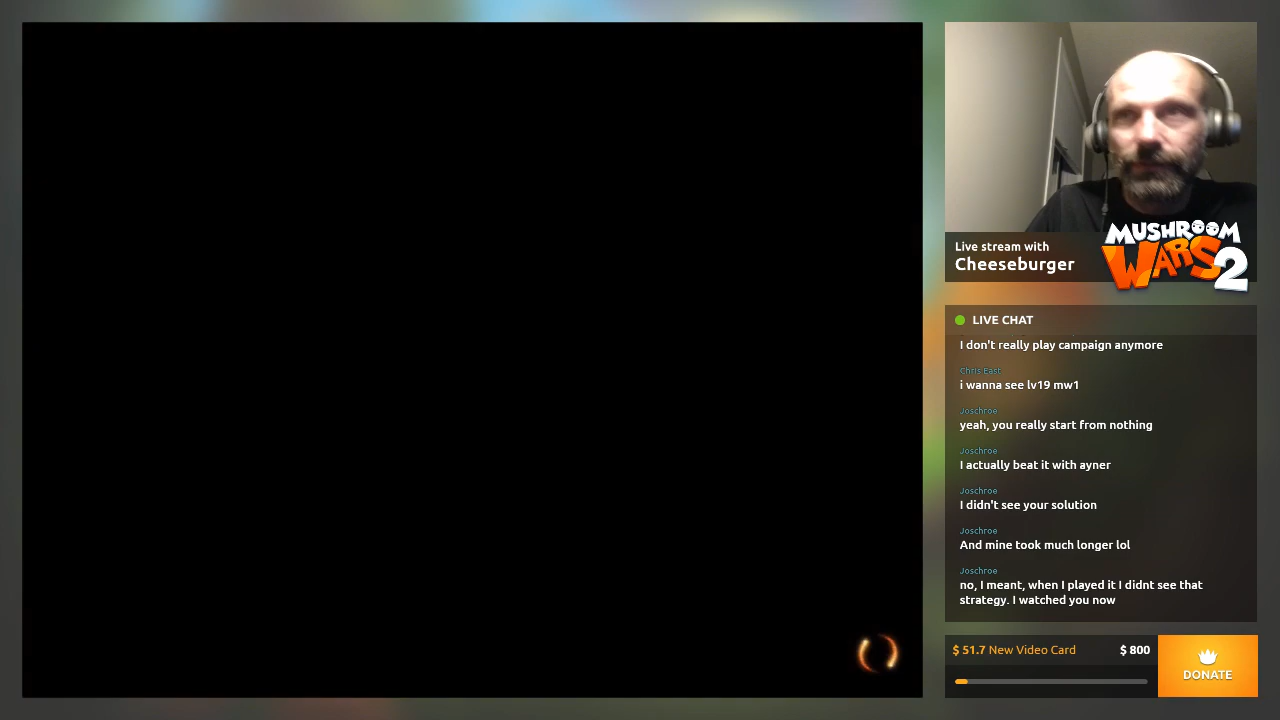 Live stream with
Cheeseburger
MUSHROOM
WARS 2
LIVE CHAT
I don't really play campaign anymore
Chris East
i wanna see lv19 mw1
Joschroe
yeah, you really start from nothing
Joschroe
I actually beat it with ayner
Joschroe
I didn't see your solution
Joschroe
And mine took much longer lol
Joschroe
no, I meant, when I played it I didnt see that
strategy. I watched you now
$ 51.7 New Video Card $ 800
DONATE